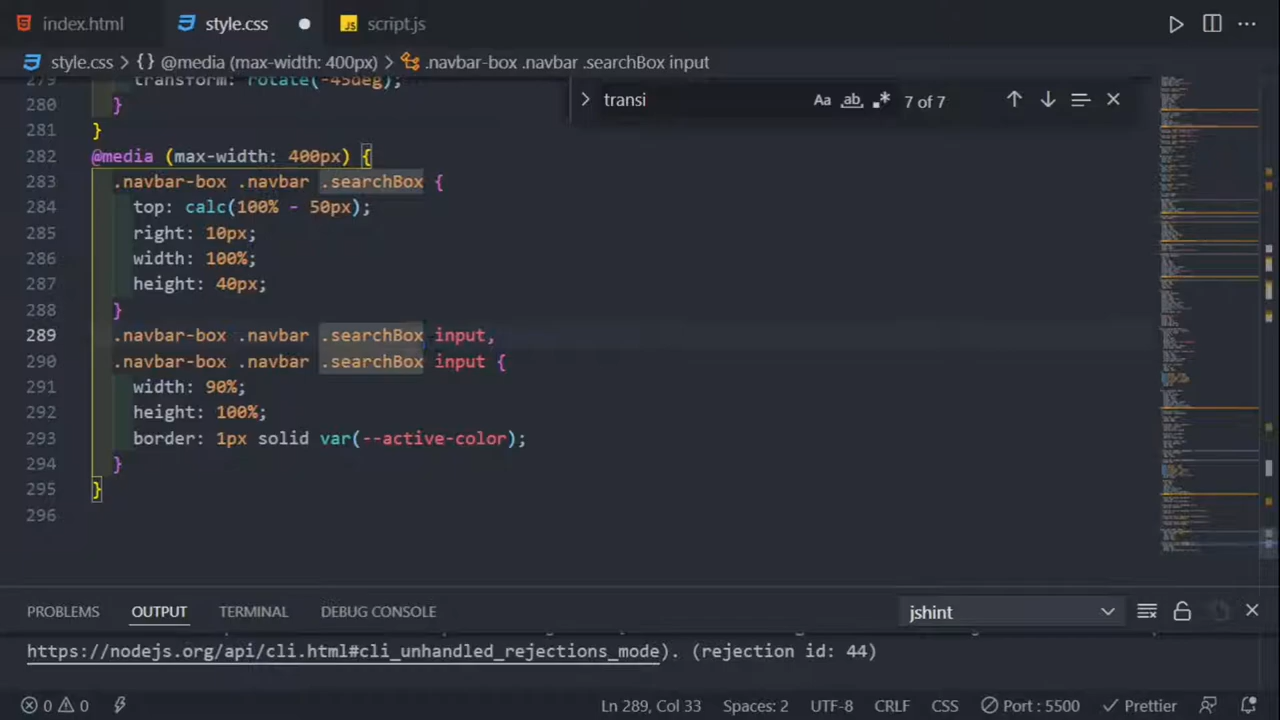 index.html style.css script.js
style.css > {} @media (max-width: 400px) > .navbar-box .navbar .searchBox input
279 transform: rotate(-45deg);
transi Aa ab .* 7 of 7
280 }
281 }
282 @media (max-width: 400px) {
283 .navbar-box .navbar .searchBox {
284 top: calc(100% - 50px);
285 right: 10px;
286 width: 100%;
287 height: 40px;
288 }
289 .navbar-box .navbar .searchBox input,
290 .navbar-box .navbar .searchBox input {
291 width: 90%;
292 height: 100%;
293 border: 1px solid var(--active-color);
294 }
295 }
296
PROBLEMS OUTPUT TERMINAL DEBUG CONSOLE jshint
https://nodejs.org/api/cli.html#cli_unhandled_rejections_mode). (rejection id: 44)
0 0 Ln 289, Col 33 Spaces: 2 UTF-8 CRLF CSS Port : 5500 Prettier